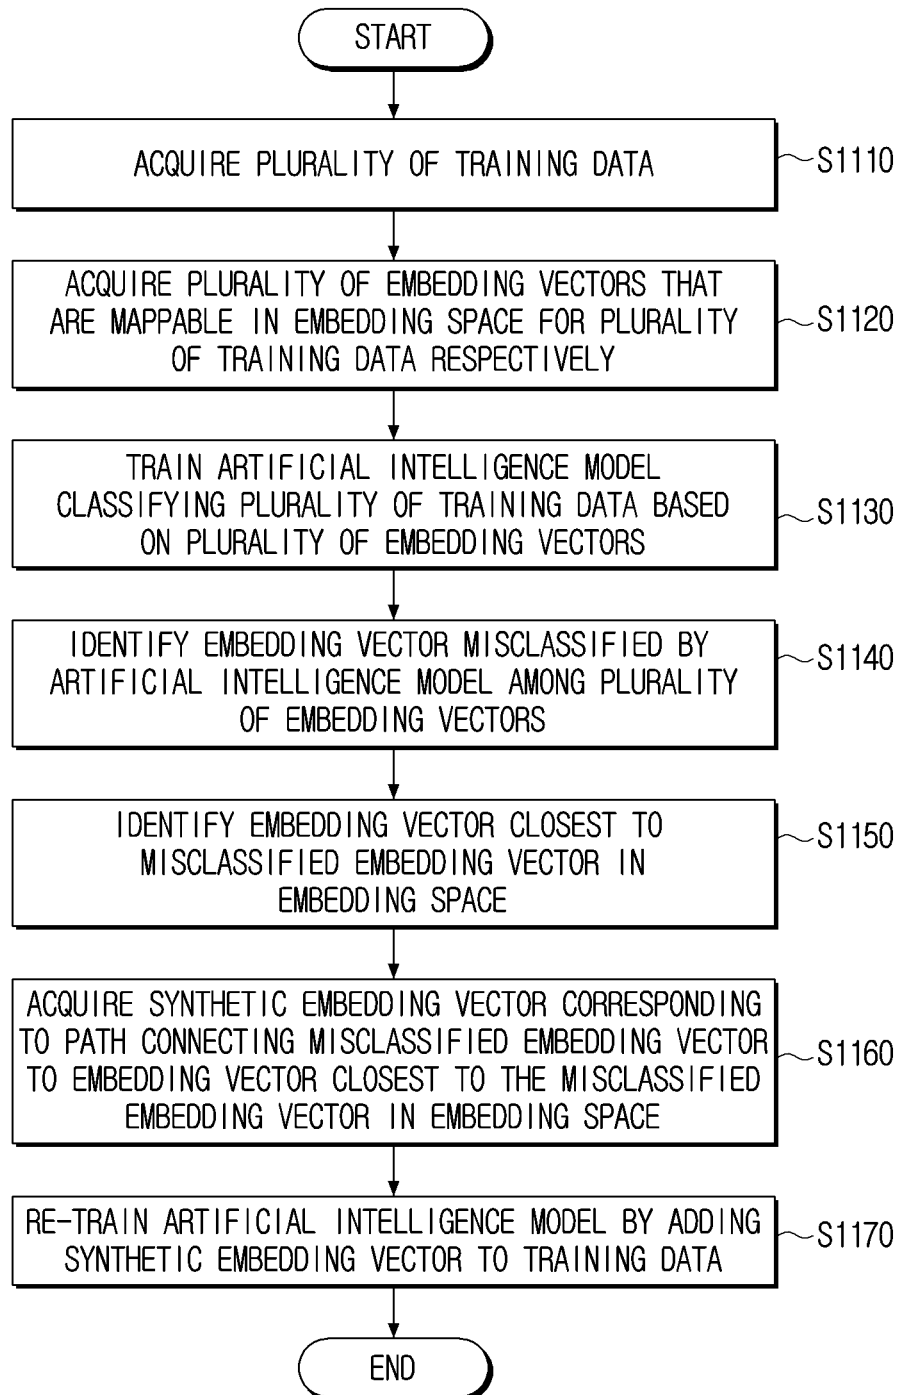 START
ACQUIRE PLURALITY OF TRAINING DATA
S1110
ACQUIRE PLURALITY OF EMBEDDING VECTORS THAT
ARE MAPPABLE IN EMBEDDING SPACE FOR PLURALITY
OF TRAINING DATA RESPECTIVELY
S1120
TRAIN ARTIFICIAL INTELLIGENCE MODEL
CLASSIFYING PLURALITY OF TRAINING DATA BASED
ON PLURALITY OF EMBEDDING VECTORS
S1130
IDENTIFY EMBEDDING VECTOR MISCLASSIFIED BY
ARTIFICIAL INTELLIGENCE MODEL AMONG PLURALITY
OF EMBEDDING VECTORS
S1140
IDENTIFY EMBEDDING VECTOR CLOSEST TO
MISCLASSIFIED EMBEDDING VECTOR IN
EMBEDDING SPACE
S1150
ACQUIRE SYNTHETIC EMBEDDING VECTOR CORRESPONDING
TO PATH CONNECTING MISCLASSIFIED EMBEDDING VECTOR
TO EMBEDDING VECTOR CLOSEST TO THE MISCLASSIFIED
EMBEDDING VECTOR IN EMBEDDING SPACE
S1160
RE-TRAIN ARTIFICIAL INTELLIGENCE MODEL BY ADDING
SYNTHETIC EMBEDDING VECTOR TO TRAINING DATA
S1170
END